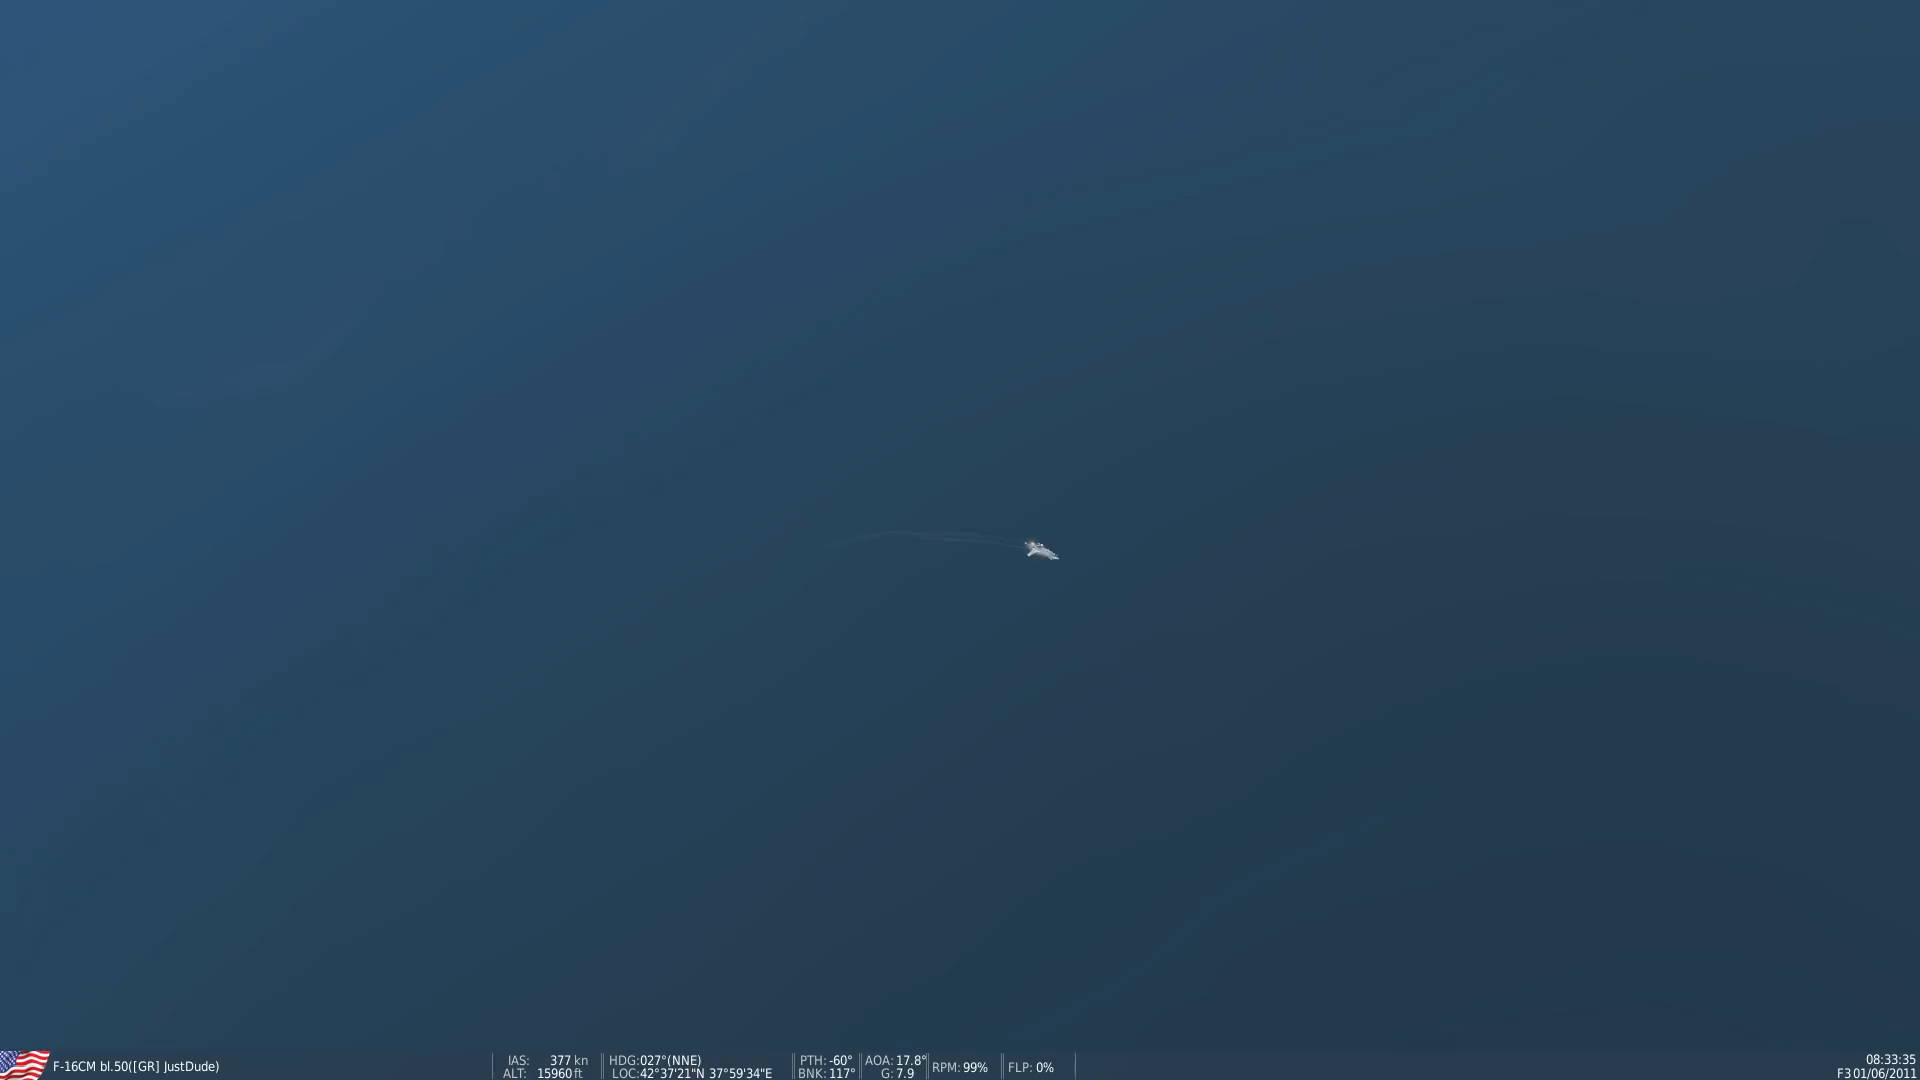 F-16CM bl.50([GR] JustDude)
IAS: 377 kn
ALT: 15960 ft
HDG:027°(NNE)
LOC:42°37'21"N 37°59'34"E
PTH: -60°
BNK: 117°
AOA: 17.8°
G: 7.9
RPM: 99%
FLP: 0%
08:33:35
F3 01/06/2011